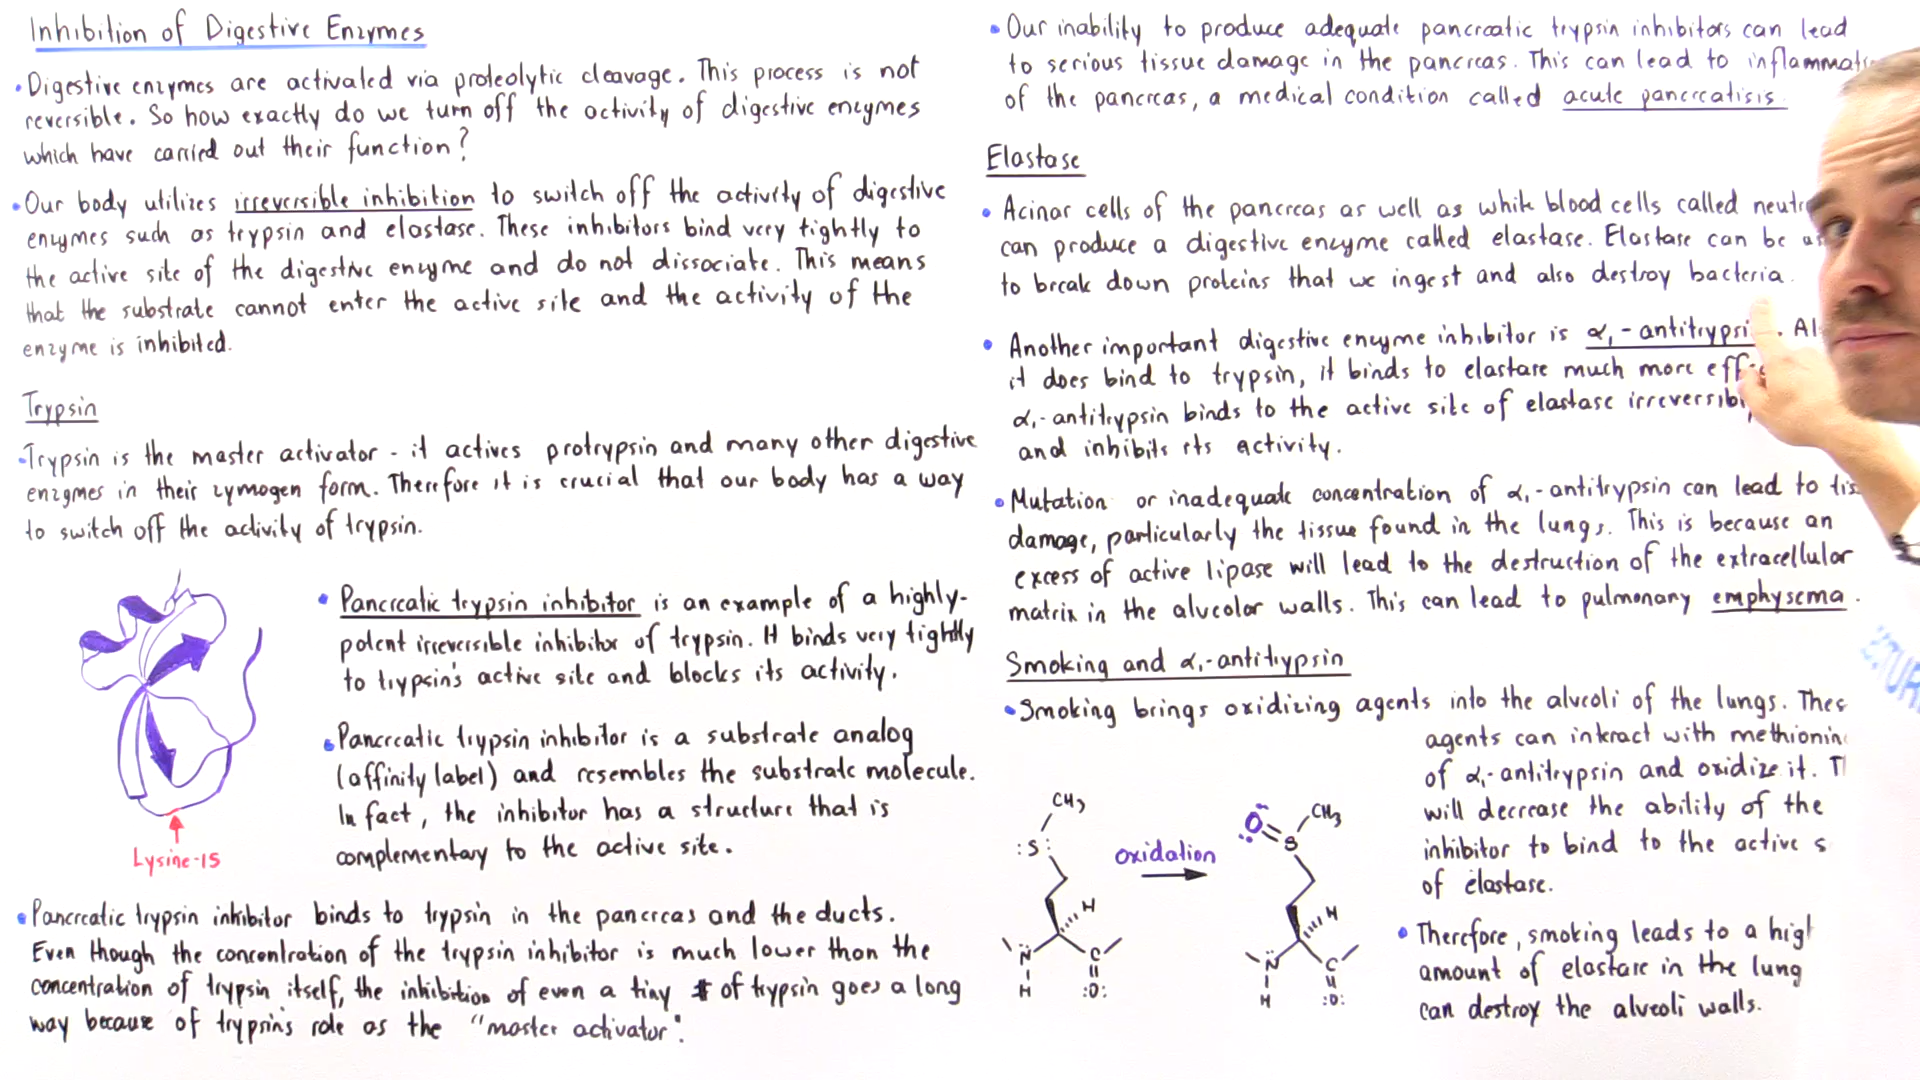 Inhibition of Digestive Enzymes
• Digestive enzymes are activated via proteolytic cleavage. This process is not
reversible. So how exactly do we turn off the activity of digestive enzymes
which have carried out their function?
• Our body utilizes irreversible inhibition to switch off the activity of digestive
enzymes such as trypsin and elastase. These inhibitors bind very tightly to
the active site of the digestive enzyme and do not dissociate. This means
that the substrate cannot enter the active site and the activity of the
enzyme is inhibited.
Trypsin
• Trypsin is the master activator - it actives protrypsin and many other digestive
enzymes in their zymogen form. Therefore it is crucial that our body has a way
to switch off the activity of trypsin.
Lysine-15
• Pancreatic trypsin inhibitor is an example of a highly-
potent irreversible inhibitor of trypsin. It binds very tightly
to trypsin's active site and blocks its activity.
• Pancreatic trypsin inhibitor is a substrate analog
(affinity label) and resembles the substrate molecule.
In fact, the inhibitor has a structure that is
complementary to the active site.
• Pancreatic trypsin inhibitor binds to trypsin in the pancreas and the ducts.
Even though the concentration of the trypsin inhibitor is much lower than the
concentration of trypsin itself, the inhibition of even a tiny # of trypsin goes a long
way because of trypsin's role as the "master activator".
• Our inability to produce adequate pancreatic trypsin inhibitors can lead
to serious tissue damage in the pancreas. This can lead to inflammati
of the pancreas, a medical condition called acute pancreatisis
Elastase
• Acinar cells of the pancreas as well as white blood cells called neutr
can produce a digestive enzyme called elastase. Elastase can be
to break down proteins that we ingest and also destroy bacteria.
• Another important digestive enzyme inhibitor is α₁-antitrypsi . Al
it does bind to trypsin, it binds to elastase much more eff
α₁-antitrypsin binds to the active site of elastase irreversib
and inhibits its activity.
• Mutation or inadequate concentration of α₁-antitrypsin can lead to tis
damage, particularly the tissue found in the lungs. This is because an
excess of active lipase will lead to the destruction of the extracellular
matrix in the alveolar walls. This can lead to pulmonary emphysema.
Smoking and α₁-antitrypsin
• Smoking brings oxidizing agents into the alveoli of the lungs. Thes
agents can interact with methionin
of α₁-antitrypsin and oxidize it. Th
will decrease the ability of the
inhibitor to bind to the active s
of elastase.
CH₃
:S:
H
N
H
C
:O:
oxidation
O
CH₃
S
H
N
H
C
:O:
• Therefore, smoking leads to a high
amount of elastase in the lung
can destroy the alveoli walls.